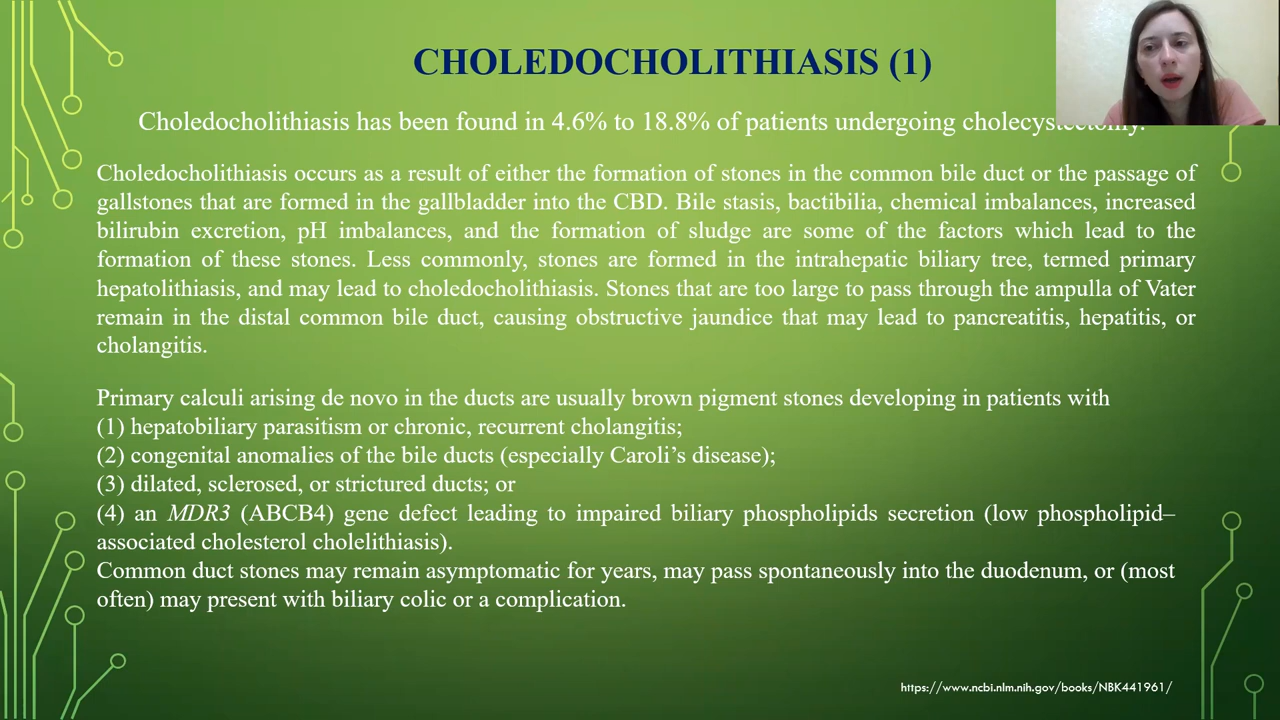 CHOLEDOCHOLITHIASIS (1)
Choledocholithiasis has been found in 4.6% to 18.8% of patients undergoing cholecystectomy.
Choledocholithiasis occurs as a result of either the formation of stones in the common bile duct or the passage of
gallstones that are formed in the gallbladder into the CBD. Bile stasis, bactibilia, chemical imbalances, increased
bilirubin excretion, pH imbalances, and the formation of sludge are some of the factors which lead to the
formation of these stones. Less commonly, stones are formed in the intrahepatic biliary tree, termed primary
hepatolithiasis, and may lead to choledocholithiasis. Stones that are too large to pass through the ampulla of Vater
remain in the distal common bile duct, causing obstructive jaundice that may lead to pancreatitis, hepatitis, or
cholangitis.
Primary calculi arising de novo in the ducts are usually brown pigment stones developing in patients with
(1) hepatobiliary parasitism or chronic, recurrent cholangitis;
(2) congenital anomalies of the bile ducts (especially Caroli’s disease);
(3) dilated, sclerosed, or strictured ducts; or
(4) an MDR3 (ABCB4) gene defect leading to impaired biliary phospholipids secretion (low phospholipid–
associated cholesterol cholelithiasis).
Common duct stones may remain asymptomatic for years, may pass spontaneously into the duodenum, or (most
often) may present with biliary colic or a complication.
https://www.ncbi.nlm.nih.gov/books/NBK441961/